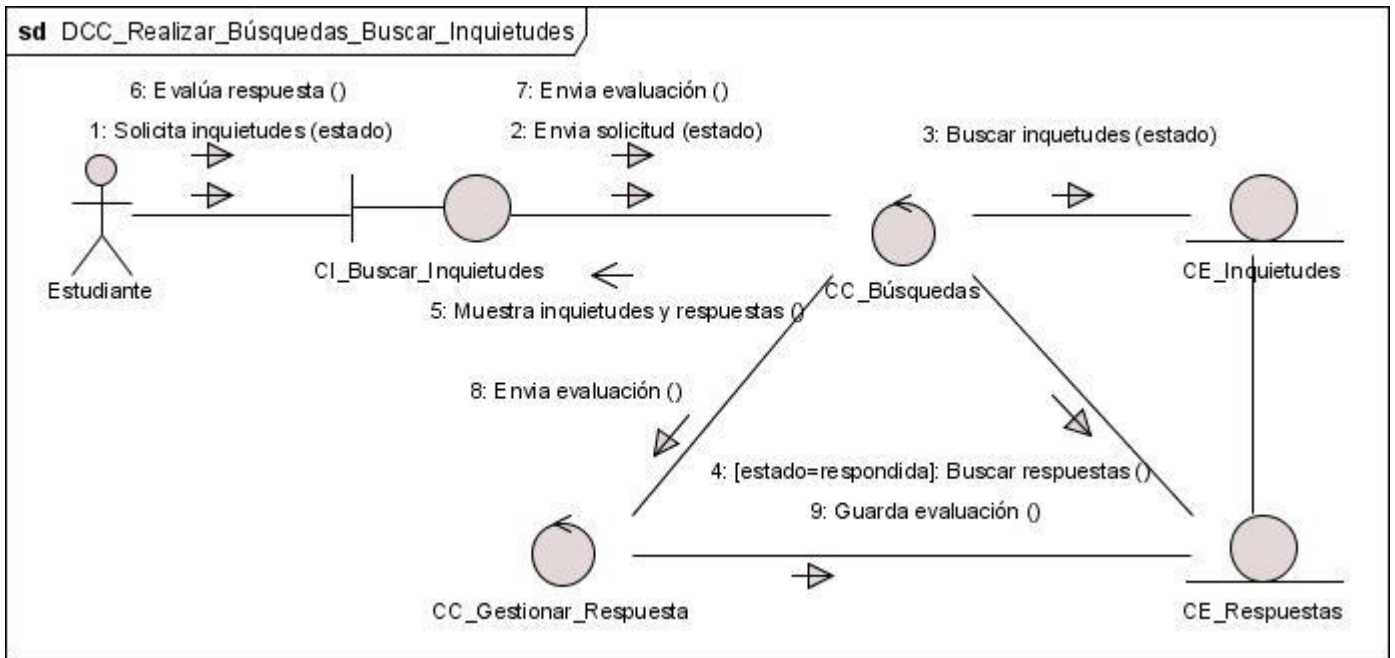 sd DCC_Realizar_Búsquedas_Buscar_Inquietudes
6: Evalúa respuesta ()
7: Envia evaluación ()
1: Solicita inquietudes (estado)
2: Envia solicitud (estado)
3: Buscar inquetudes (estado)
CI_Buscar_Inquietudes
CE_Inquietudes
Estudiante
CC_Búsquedas
5: Muestra inquietudes y respuestas ()
8: Envia evaluación ()
4: [estado=respondida]: Buscar respuestas ()
9: Guarda evaluación ()
CC_Gestionar_Respuesta
CE_Respuestas